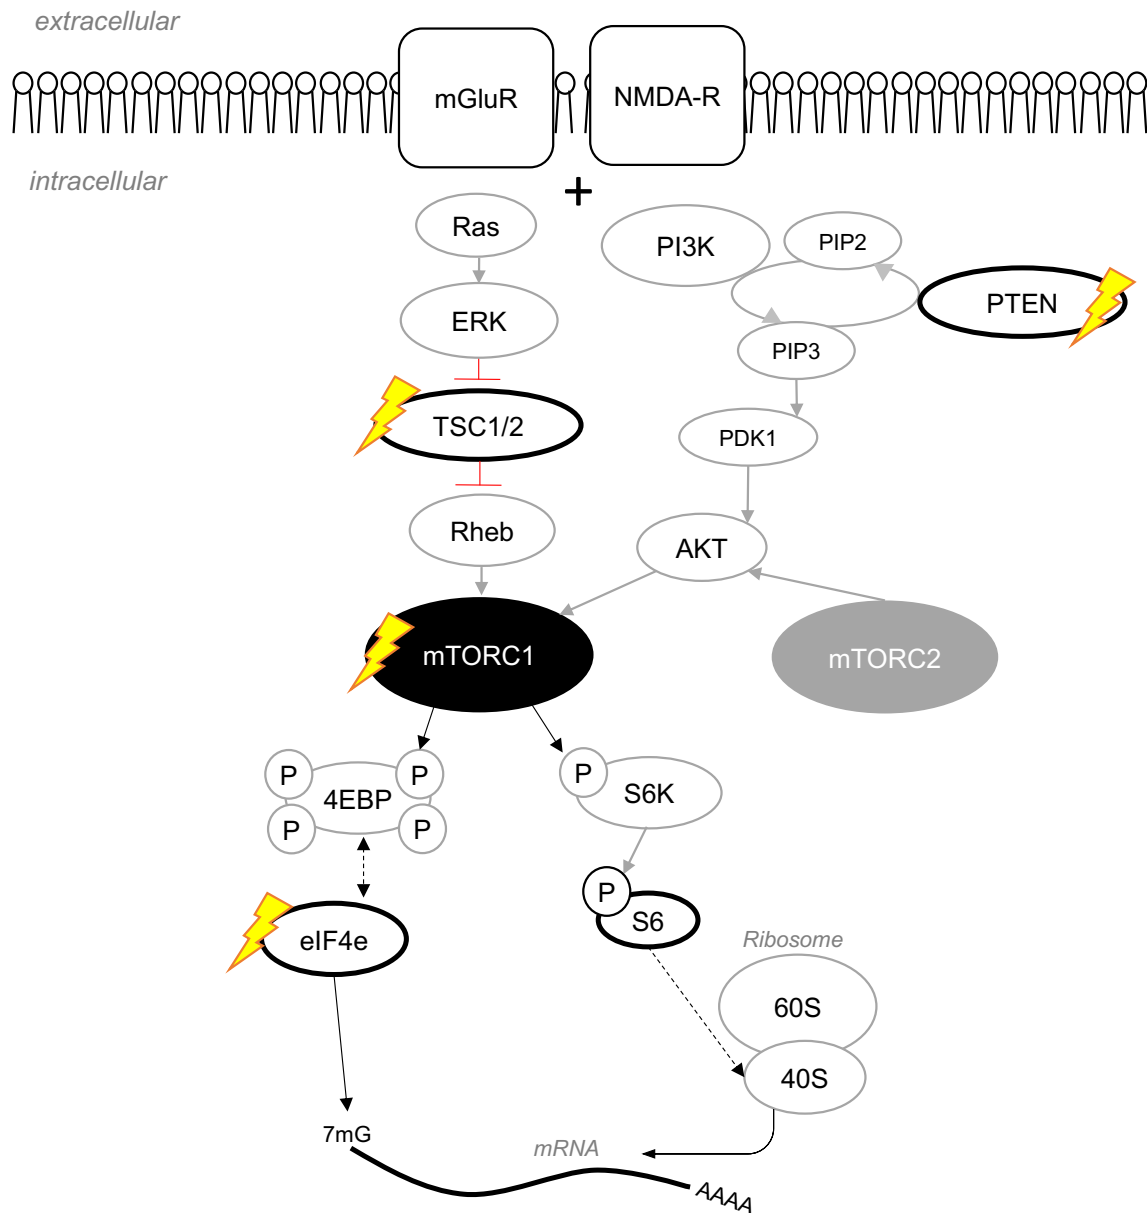 extracellular
mGluR
NMDA-R
intracellular
+
Ras
PI3K
PIP2
PTEN
ERK
PIP3
TSC1/2
PDK1
Rheb
AKT
mTORC1
mTORC2
P
P
4EBP
P
P
P
S6K
P
S6
eIF4e
Ribosome
60S
40S
7mG
mRNA
AAAA